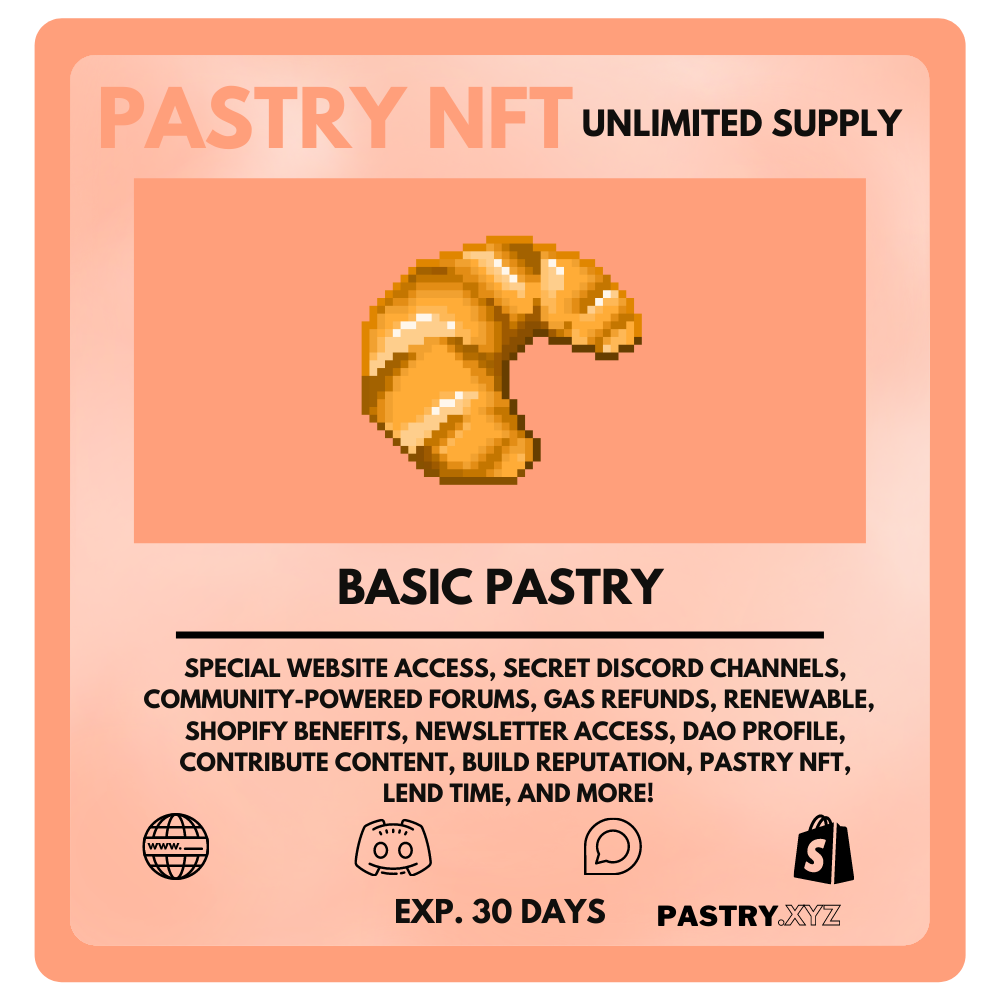 PASTRY NFT UNLIMITED SUPPLY
BASIC PASTRY
SPECIAL WEBSITE ACCESS, SECRET DISCORD CHANNELS,
COMMUNITY-POWERED FORUMS, GAS REFUNDS, RENEWABLE,
SHOPIFY BENEFITS, NEWSLETTER ACCESS, DAO PROFILE,
CONTRIBUTE CONTENT, BUILD REPUTATION, PASTRY NFT,
LEND TIME, AND MORE!
www.
S
EXP. 30 DAYS PASTRY.XYZ